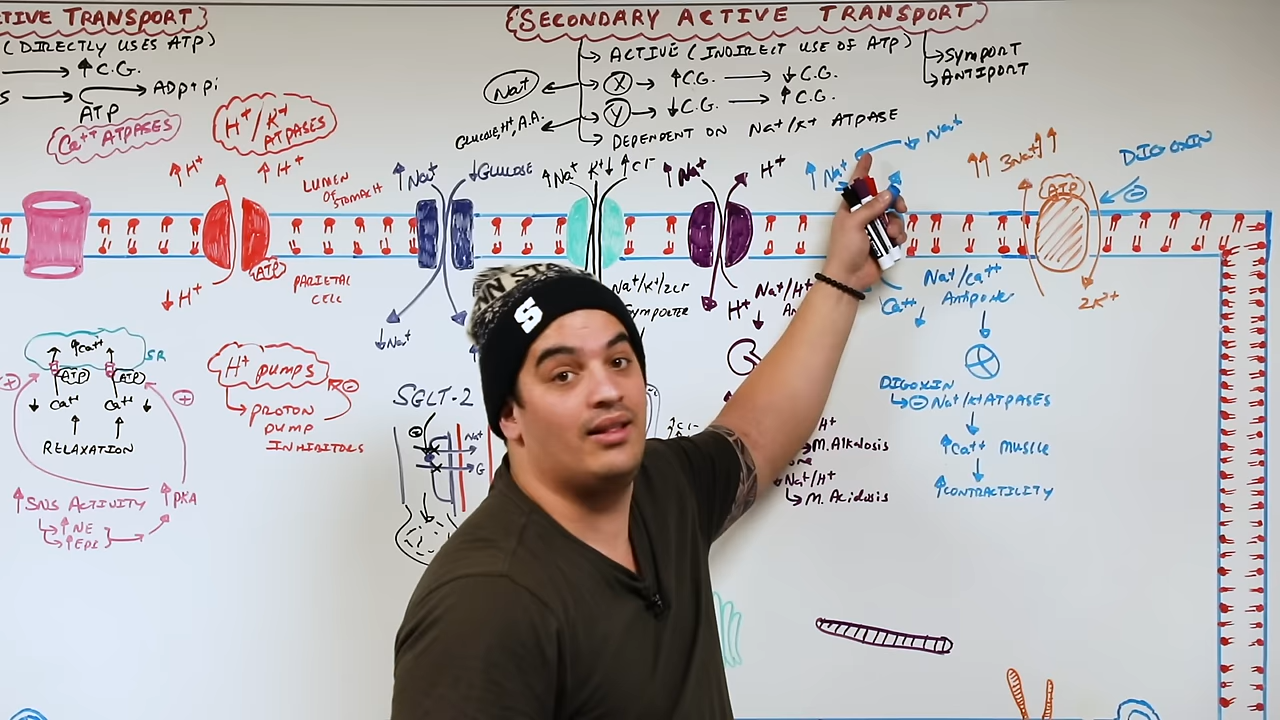 TIVE TRANSPORT)
(DIRECTLY USES ATP)
→ ↑C.G.
S → ADP+Pi
ATP
Ca++ ATPASES
H+/K+
ATPASES
SECONDARY ACTIVE TRANSPORT
→ ACTIVE (INDIRECT USE OF ATP)
→ SYMPORT
→ ANTIPORT
Na+ ← X → ↑C.G. → ↓C.G.
GLUCOSE, H+, A.A. ← Y → ↓C.G. → ↑C.G.
→ DEPENDENT ON Na+/K+ ATPASE
↑H+
↑H+
LUMEN
OF
STOMACH
↑Na+
↓GLUCOSE
↑Na+ K+↓ ↑Cl-
↑Na+
H+
↑Na+
↓Na+
↑↑ 3Na+ ↑↑
DIGOXIN
⊖
ATP
↓H+
ATP
PARIETAL
CELL
↓Na+
Na+/K+/2Cl-
SYMPORTER
H+
↓
Na+/H+
Ca++
↓
Na+/Ca++
Antiporter
2K+
↑Ca++
SR
ATP
ATP
↓Ca++
Ca++↓
RELAXATION
⊕
⊕
↑SNS ACTIVITY
↑NE
↑EPI
↑PKA
H+ PUMPS
⊖
→ PROTON
PUMP
INHIBITORS
SGLT-2
Na+
G
S
H+
→ M. Alkalosis
Na+/H+
→ M. Acidosis
DIGOXIN
→ ⊖ Na+/K+ ATPASES
↑Ca++ MUSCLE
↑CONTRACTILITY